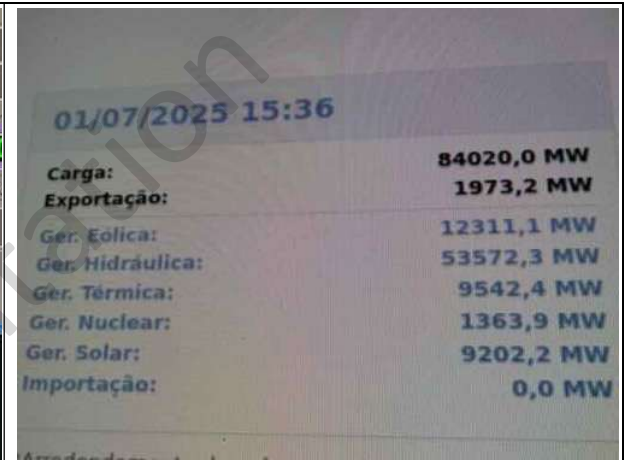 01/07/2025 15:36
Carga: 84020,0 MW
Exportação: 1973,2 MW
Ger. Eólica: 12311,1 MW
Ger. Hidráulica: 53572,3 MW
Ger. Térmica: 9542,4 MW
Ger. Nuclear: 1363,9 MW
Ger. Solar: 9202,2 MW
Importação: 0,0 MW